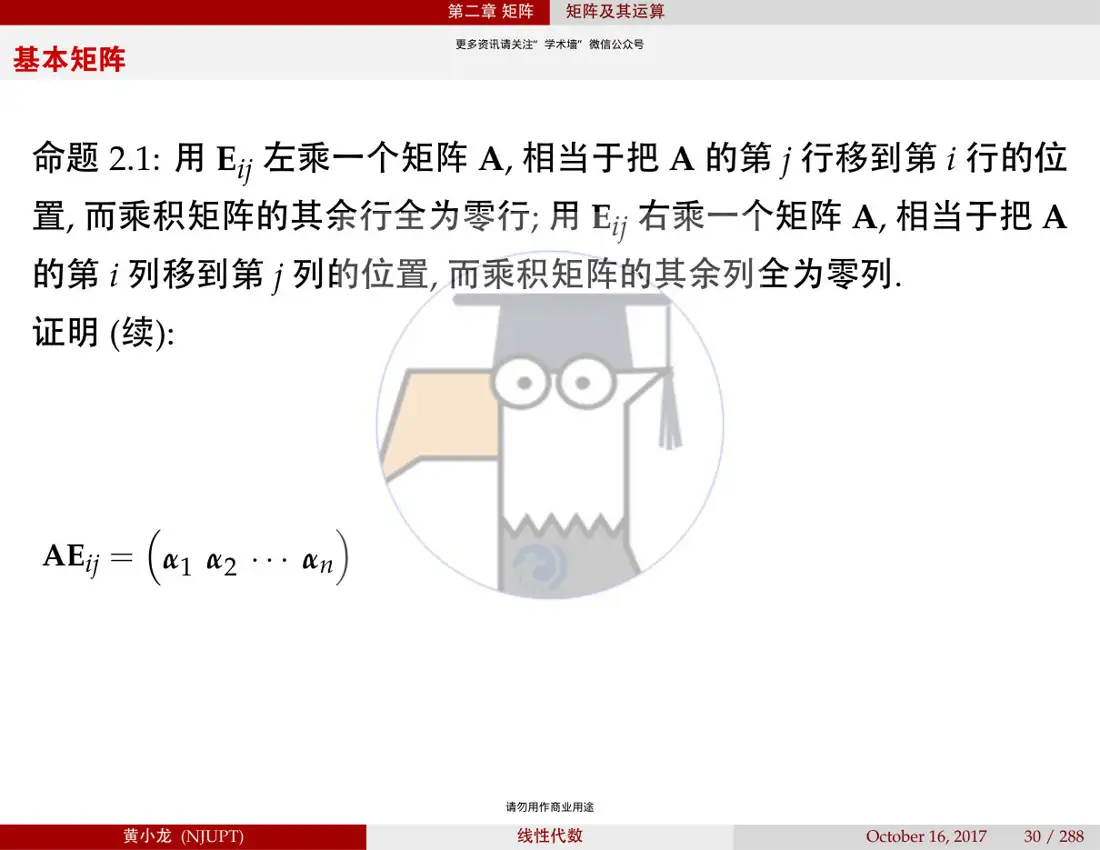 第二章 矩阵 矩阵及其运算
更多资讯请关注“学术墙”微信公众号
基本矩阵
命题 2.1: 用 E_{ij} 左乘一个矩阵 A, 相当于把 A 的第 j 行移到第 i 行的位
置, 而乘积矩阵的其余行全为零行; 用 E_{ij} 右乘一个矩阵 A, 相当于把 A
的第 i 列移到第 j 列的位置, 而乘积矩阵的其余列全为零列.
证明 (续):
AE_{ij} = (α_1 α_2 ⋯ α_n)
请勿用作商业用途
黄小龙 (NJUPT) 线性代数 October 16, 2017 30 / 288